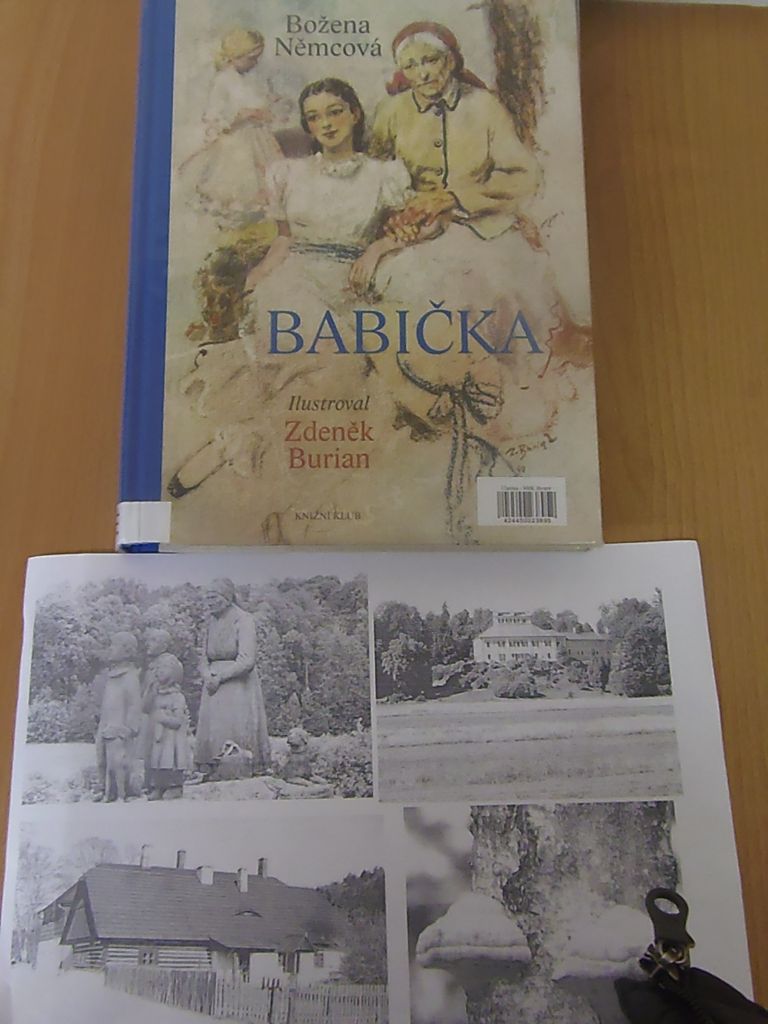 Božena
Němcová
BABIČKA
Ilustroval
Zdeněk
Burian
KNIŽNÍ KLUB